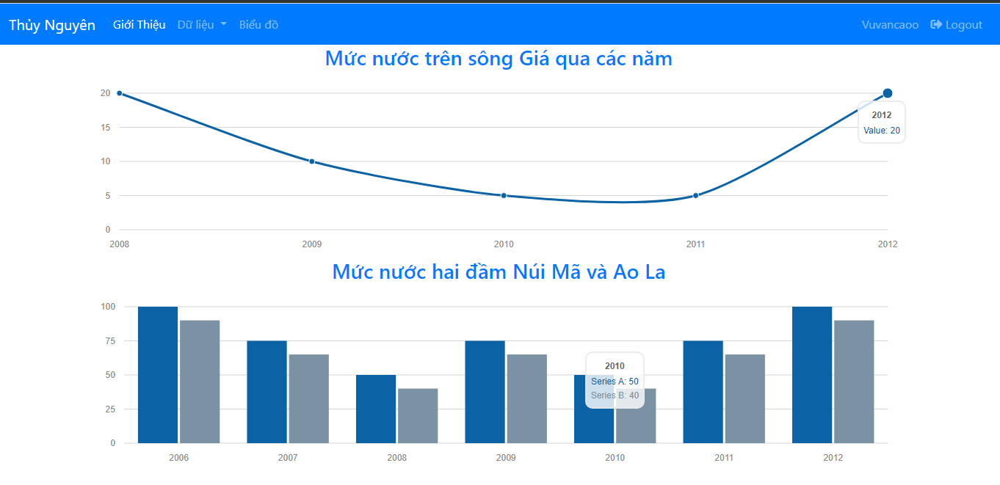 Thủy Nguyên Giới Thiệu Dữ liệu Biểu đồ Vuvancaoo Logout
Mức nước trên sông Giá qua các năm
20
15
10
5
0
2012
Value: 20
2008 2009 2010 2011 2012
Mức nước hai đầm Núi Mã và Ao La
100
75
50
25
0
2010
Series A: 50
Series B: 40
2006 2007 2008 2009 2010 2011 2012